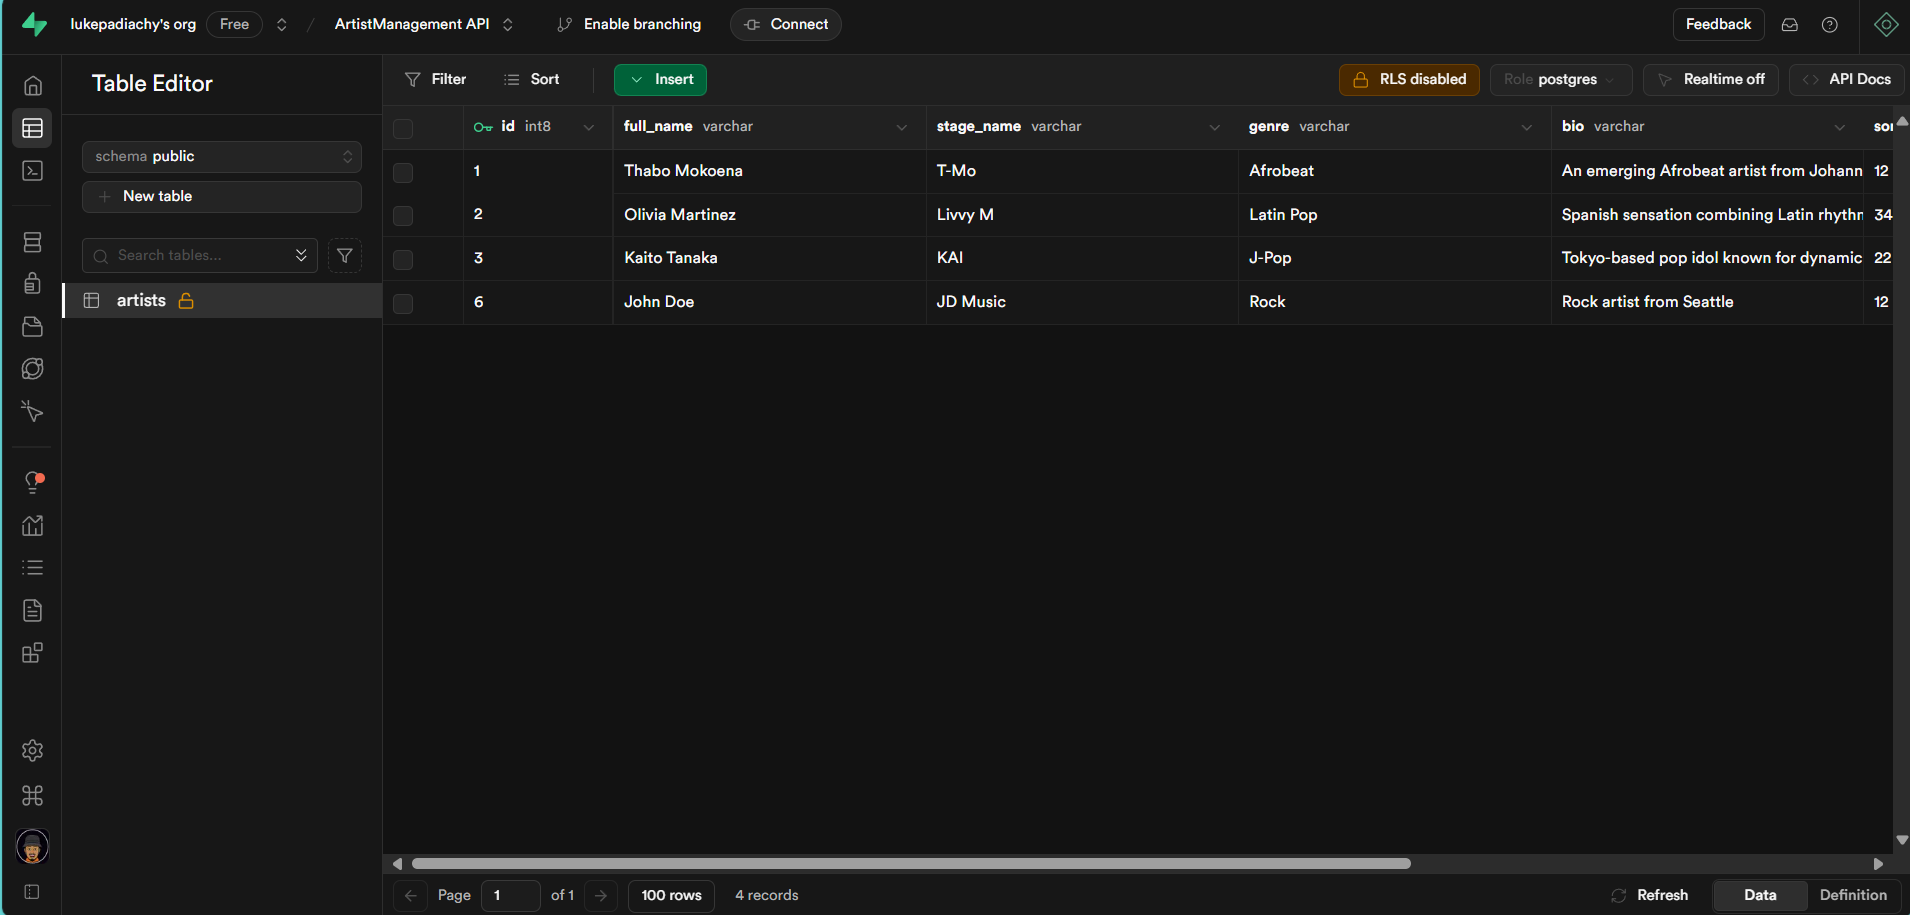 lukepadiachy's org Free / ArtistManagement API Enable branching Connect Feedback
Table Editor
Filter Sort Insert RLS disabled Role postgres Realtime off API Docs
schema public
New table
Search tables...
artists
id int8 full_name varchar stage_name varchar genre varchar bio varchar
1 Thabo Mokoena T-Mo Afrobeat An emerging Afrobeat artist from Johann 12
2 Olivia Martinez Livvy M Latin Pop Spanish sensation combining Latin rhythm 34
3 Kaito Tanaka KAI J-Pop Tokyo-based pop idol known for dynamic 22
6 John Doe JD Music Rock Rock artist from Seattle 12
Page 1 of 1 100 rows 4 records Refresh Data Definition